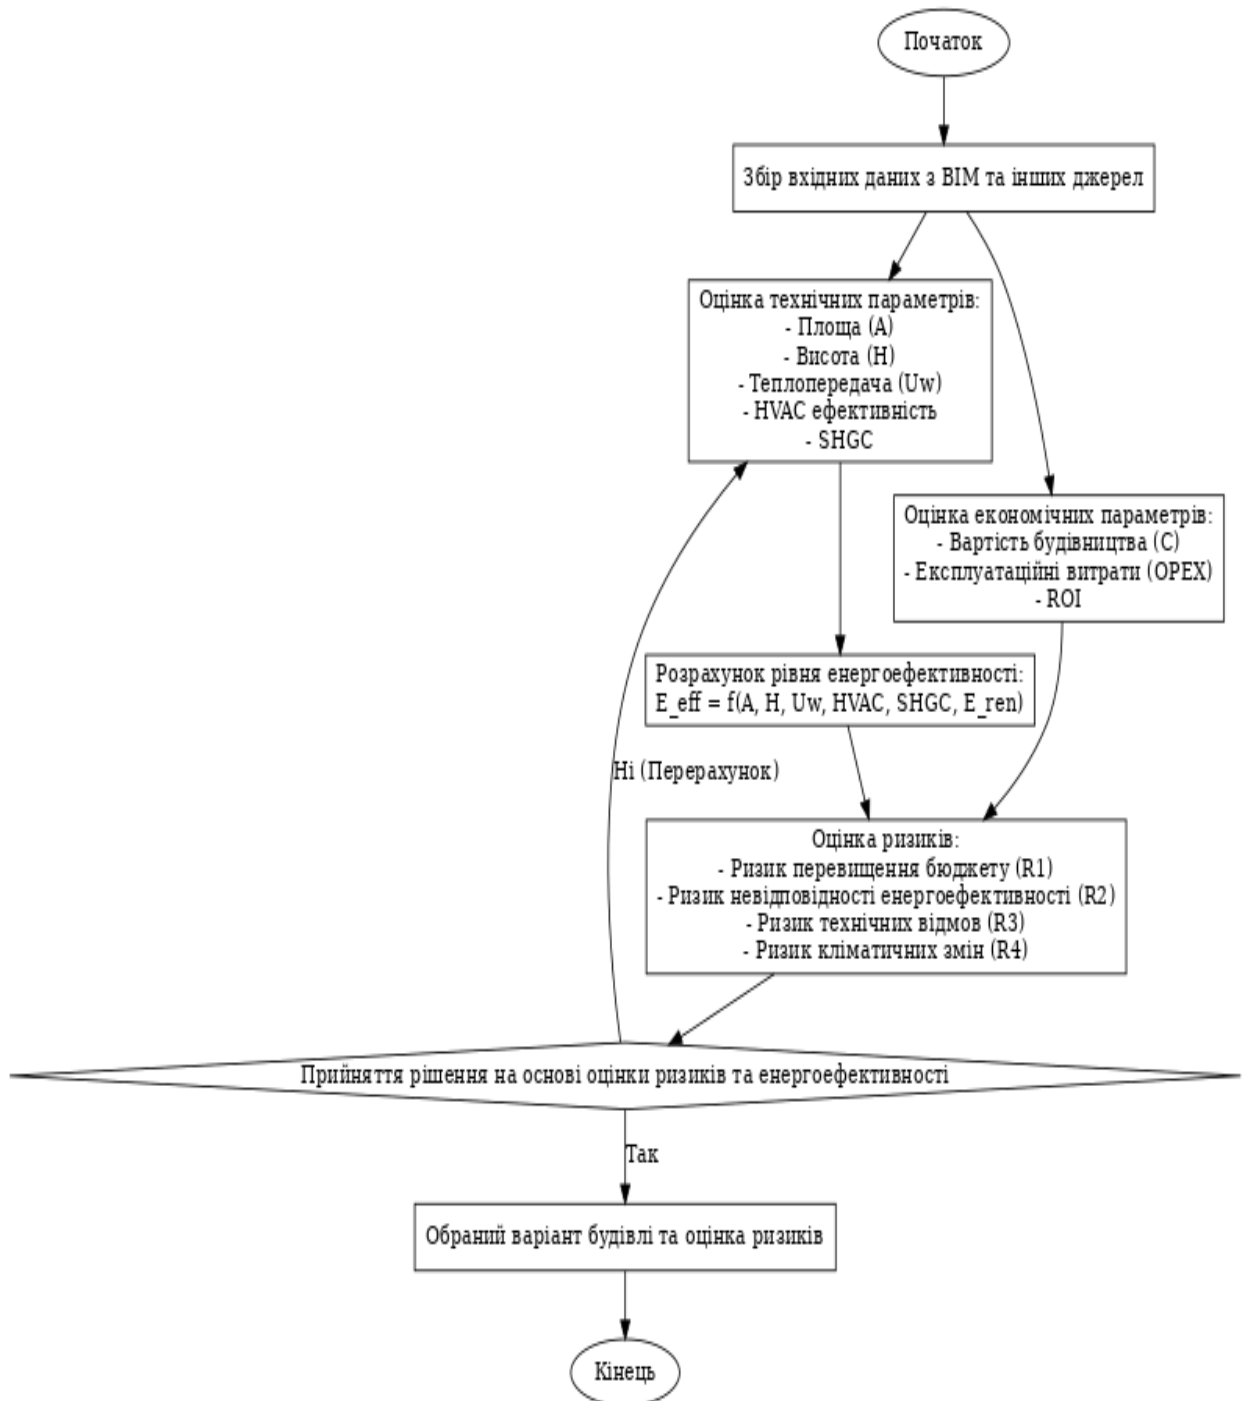 Початок
Збір вхідних даних з BIM та інших джерел
Оцінка технічних параметрів:
- Площа (A)
- Висота (H)
- Теплопередача (Uw)
- HVAC ефективність
- SHGC
Оцінка економічних параметрів:
- Вартість будівництва (C)
- Експлуатаційні витрати (OPEX)
- ROI
Розрахунок рівня енергоефективності:
E_eff = f(A, H, Uw, HVAC, SHGC, E_ren)
Ні (Перерахунок)
Оцінка ризиків:
- Ризик перевищення бюджету (R1)
- Ризик невідповідності енергоефективності (R2)
- Ризик технічних відмов (R3)
- Ризик кліматичних змін (R4)
Прийняття рішення на основі оцінки ризиків та енергоефективності
Так
Обраний варіант будівлі та оцінка ризиків
Кінець